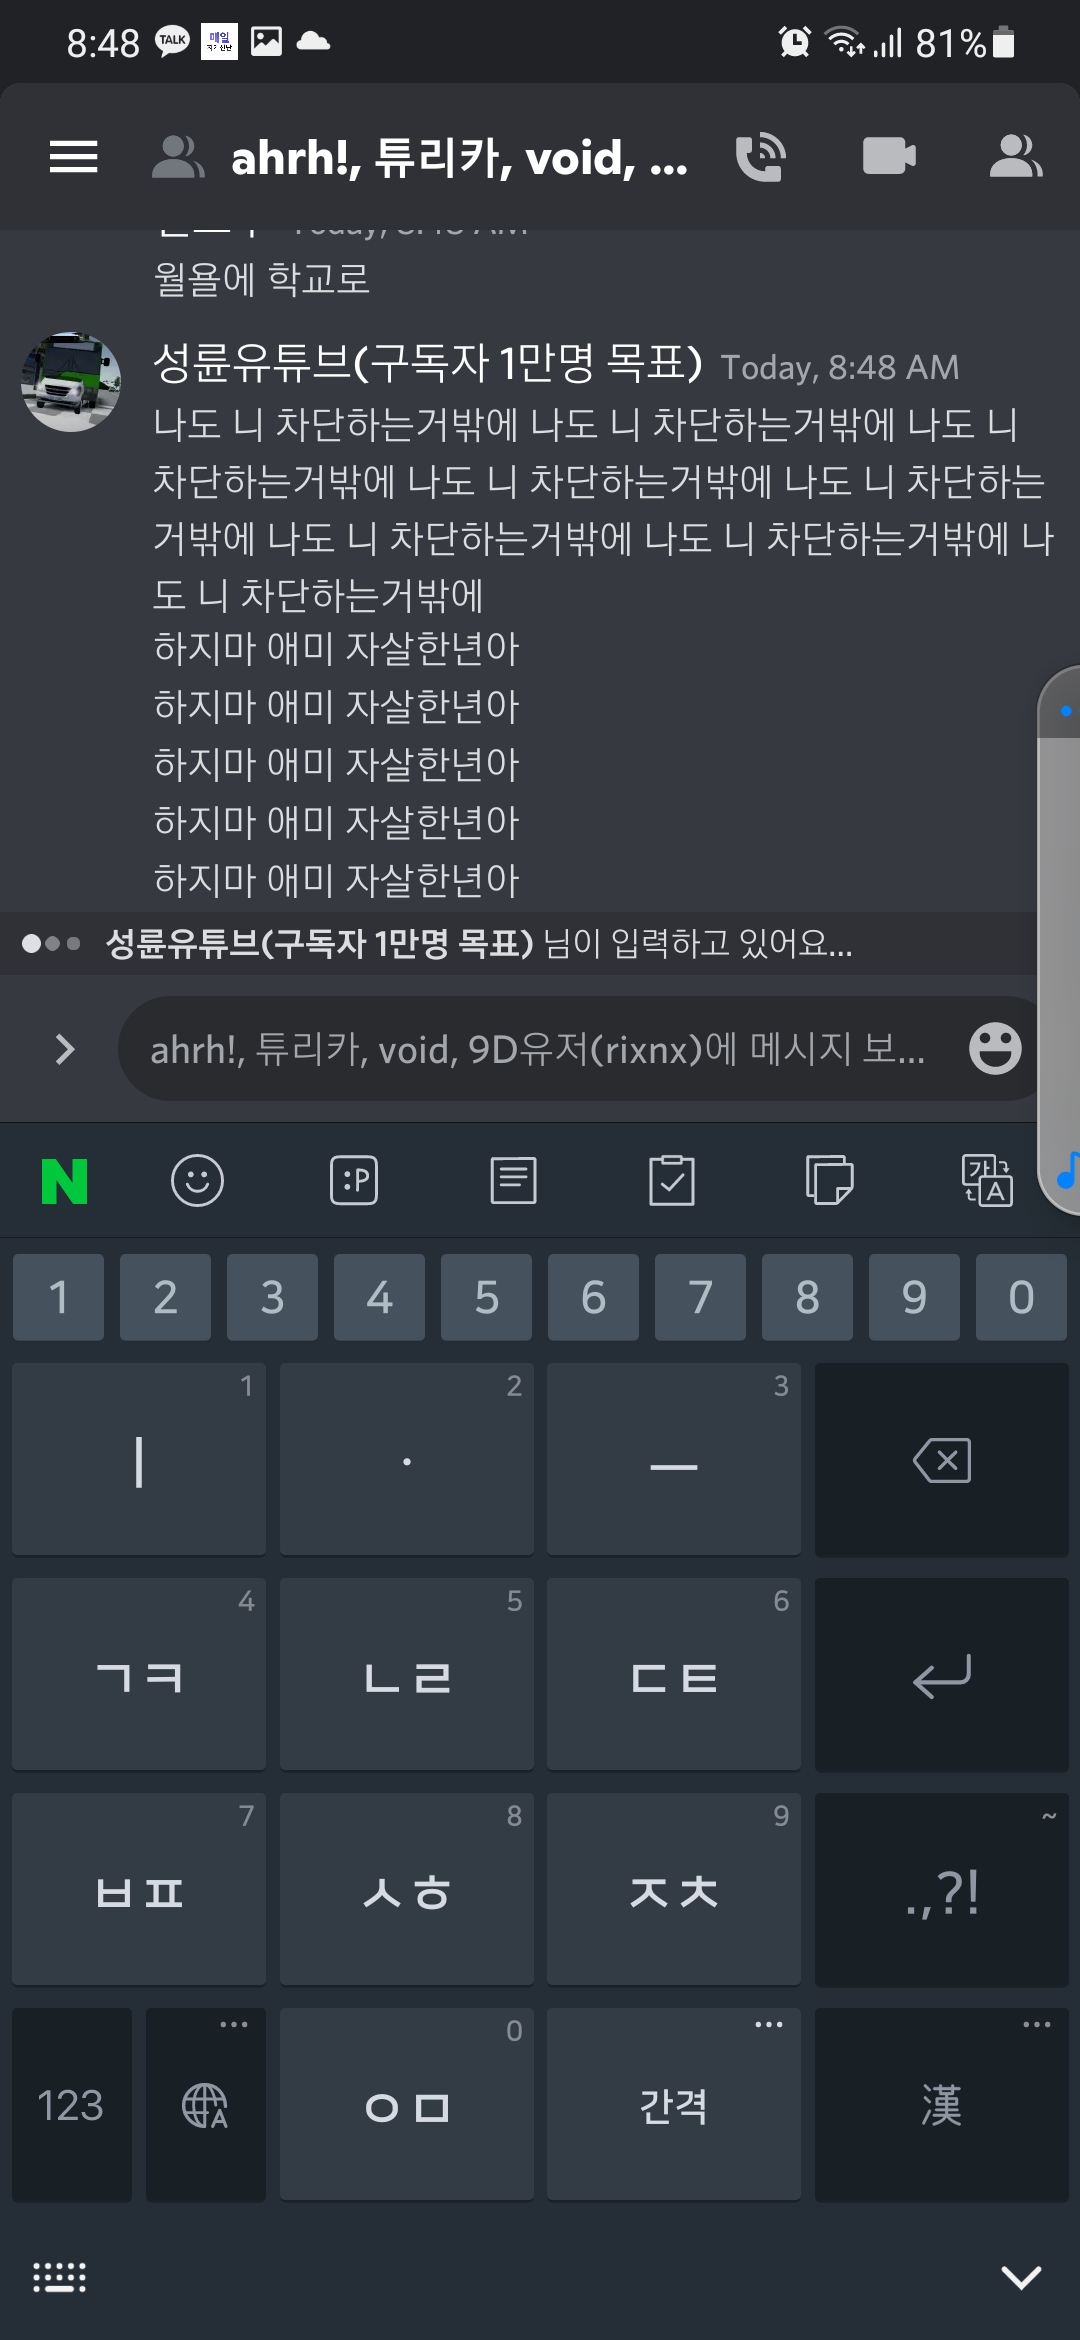 8:48 TALK 매일 81%
ahrh!, 튜리카, void, ...
월욜에 학교로
성륜유튜브(구독자 1만명 목표) Today, 8:48 AM
나도 니 차단하는거밖에 나도 니 차단하는거밖에 나도 니
차단하는거밖에 나도 니 차단하는거밖에 나도 니 차단하는
거밖에 나도 니 차단하는거밖에 나도 니 차단하는거밖에 나
도 니 차단하는거밖에
하지마 애미 자살한년아
하지마 애미 자살한년아
하지마 애미 자살한년아
하지마 애미 자살한년아
하지마 애미 자살한년아
성륜유튜브(구독자 1만명 목표) 님이 입력하고 있어요...
ahrh!, 튜리카, void, 9D유저(rixnx)에 메시지 보...
N :P 가 A
1 2 3 4 5 6 7 8 9 0
1 2 3
ㅣ · ㅡ
4 5 6
ㄱㅋ ㄴㄹ ㄷㅌ
7 8 9 ~
ㅂㅍ ㅅㅎ ㅈㅊ .,?!
... 0 ... ...
123 A ㅇㅁ 간격 漢